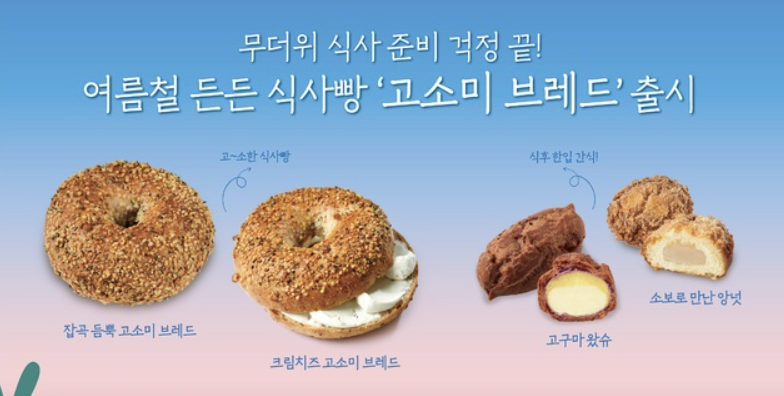 무더위 식사 준비 걱정 끝!
여름철 든든 식사빵 ‘고소미 브레드’ 출시
고~소한 식사빵
식후 한입 간식!
잡곡 듬뿍 고소미 브레드
크림치즈 고소미 브레드
고구마 왔슈
소보로 만난 앙넛